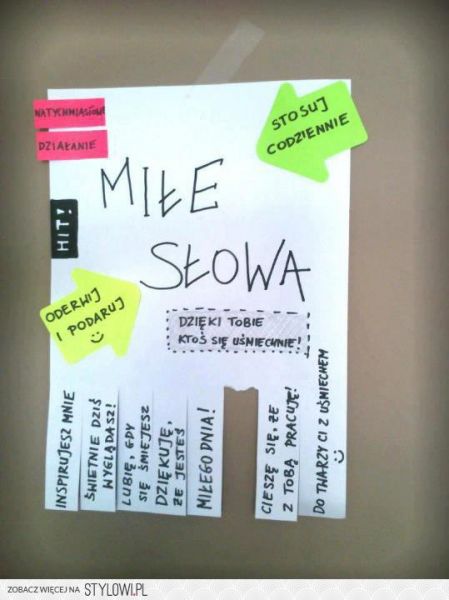 NATYCHMIASTOWE
DZIAŁANIE
STOSUJ
CODZIENNIE
MIŁE
SŁOWA
HIT!
ODERWIJ
I PODARUJ
DZIĘKI TOBIE
KTOŚ SIĘ UŚMIECHNIE!
INSPIRUJESZ MNIE
ŚWIETNIE DZIŚ
WYGLĄDASZ!
LUBIĘ, GDY
SIĘ ŚMIEJESZ
DZIĘKUJĘ,
ŻE JESTEŚ
MIŁEGO DNIA!
CIESZĘ SIĘ, ŻE
Z TOBĄ PRACUJĘ!
DO TWARZY CI Z UŚMIECHEM
ZOBACZ WIĘCEJ NA STYLOWI.PL